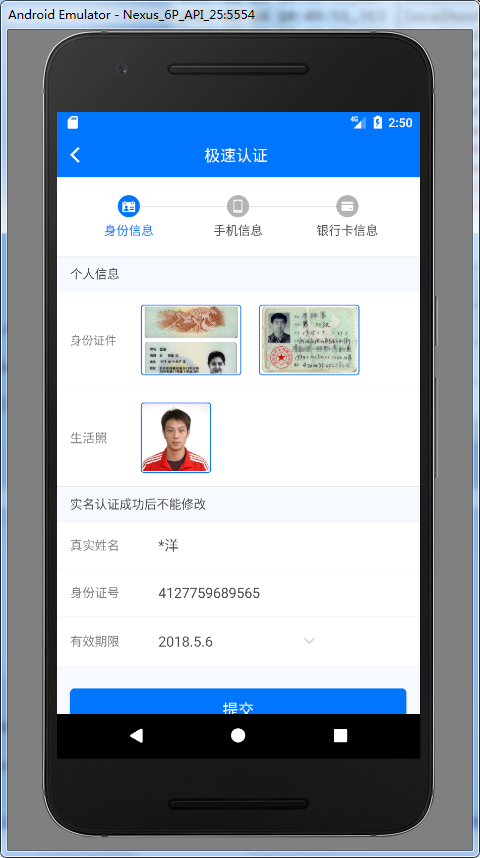 Android Emulator - Nexus_6P_API_25:5554
4G 2:50
极速认证
身份信息 手机信息 银行卡信息
个人信息
身份证件
生活照
实名认证成功后不能修改
真实姓名 *洋
身份证号 4127759689565
有效期限 2018.5.6
提交